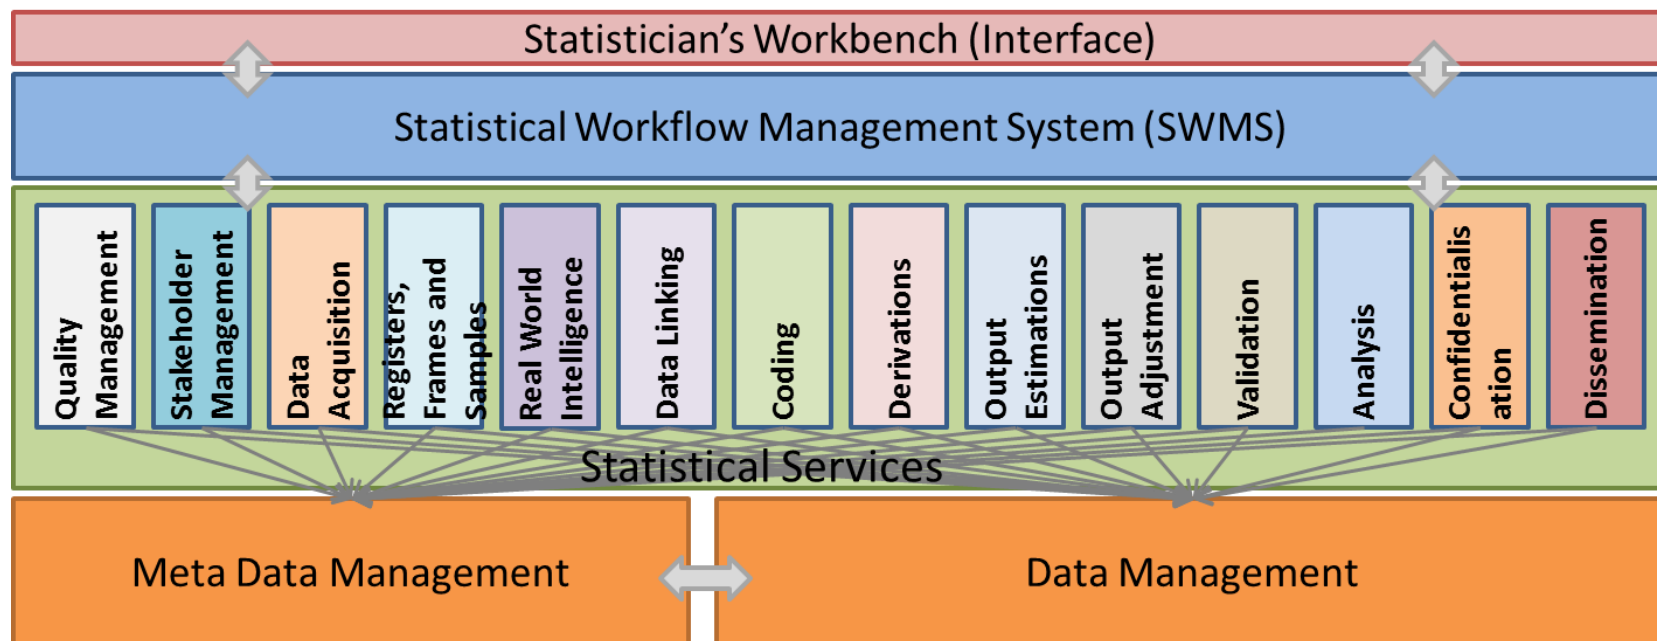 Statistician's Workbench (Interface)
Statistical Workflow Management System (SWMS)
Quality
Management
Stakeholder
Management
Data
Acquisition
Registers,
Frames and
Samples
Real World
Intelligence
Data Linking
Coding
Derivations
Output
Estimations
Output
Adjustment
Validation
Analysis
Confidentialis
ation
Dissemination
Statistical Services
Meta Data Management
Data Management